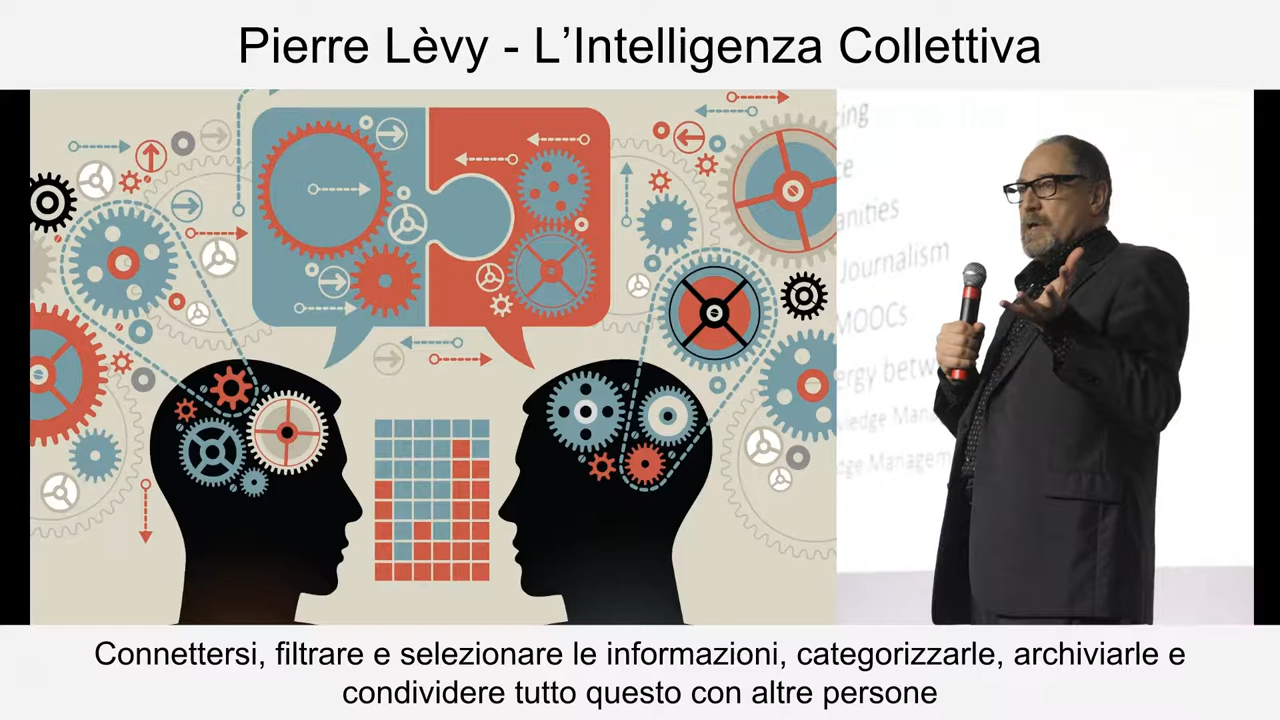 Pierre Lèvy - L’Intelligenza Collettiva
Journalism
MOOCs
Connettersi, filtrare e selezionare le informazioni, categorizzarle, archiviarle e
condividere tutto questo con altre persone